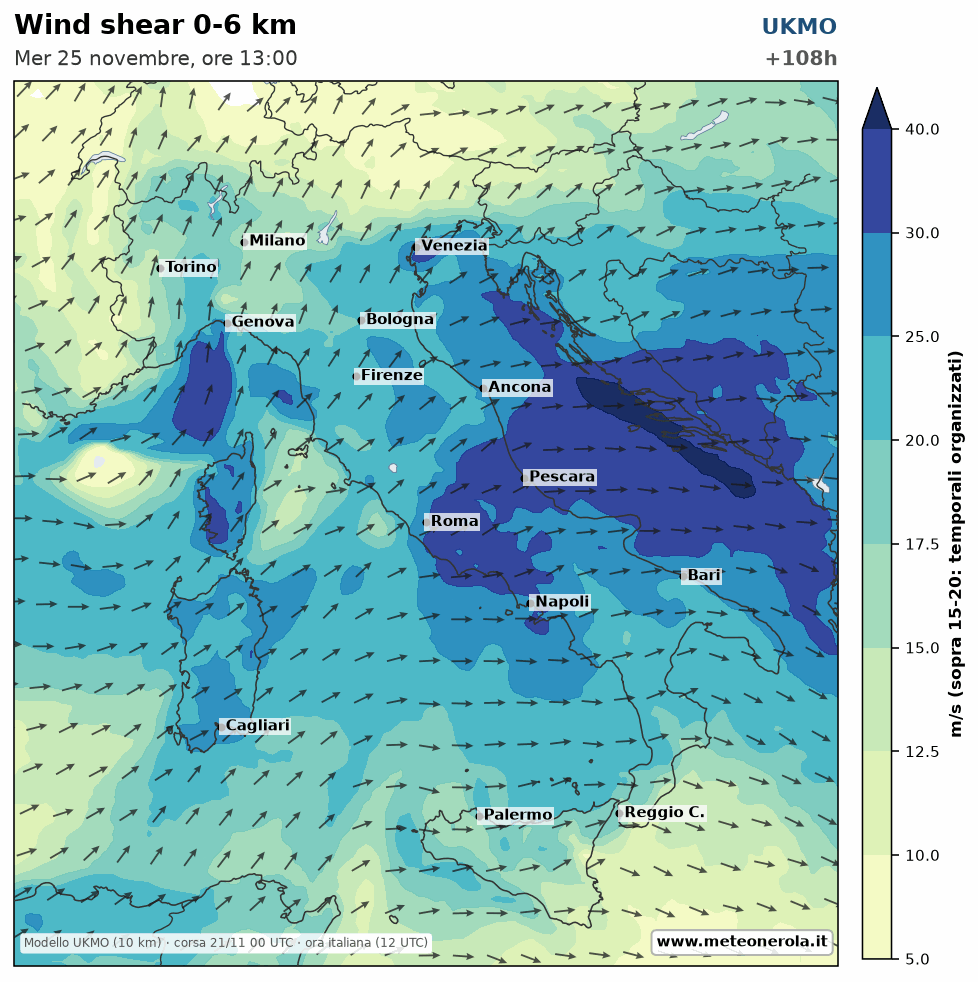 Wind shear 0-6 km
UKMO
Mer 25 novembre, ore 13:00
+108h
Venezia
Milano
Torino
Genova
Bologna
Firenze
Ancona
Pescara
Roma
Bari
Napoli
Cagliari
Palermo
Reggio C.
40.0
30.0
25.0
20.0
17.5
15.0
12.5
10.0
5.0
m/s (sopra 15-20: temporali organizzati)
Modello UKMO (10 km) · corsa 21/11 00 UTC · ora italiana (12 UTC)
www.meteonerola.it